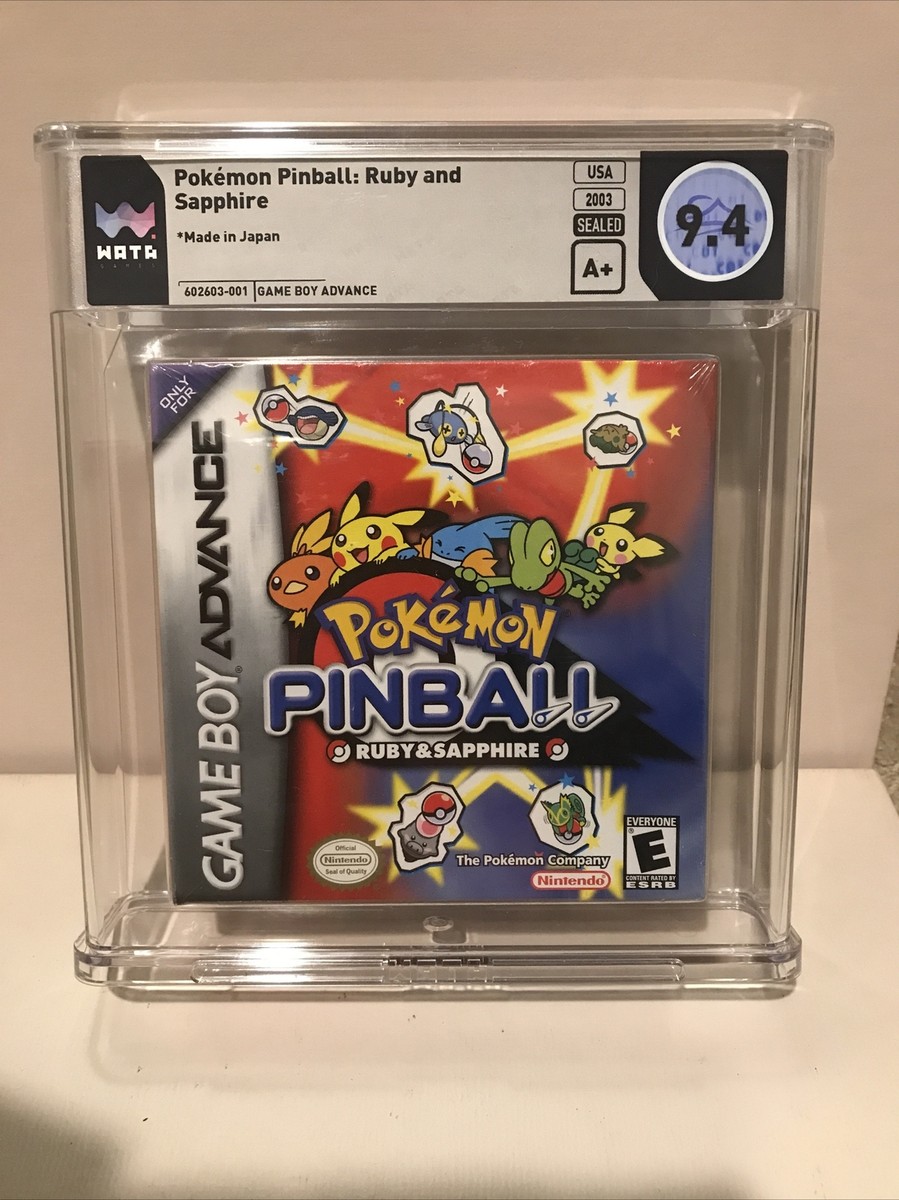 WATA
GAMES
Pokémon Pinball: Ruby and
Sapphire
*Made in Japan
602603-001 GAME BOY ADVANCE
USA
2003
SEALED
A+
9.4
ONLY
FOR
GAME BOY ADVANCE
POKéMON
PINBALL
RUBY&SAPPHIRE
Official
Nintendo
Seal of Quality
The Pokémon Company
Nintendo
EVERYONE
E
CONTENT RATED BY
ESRB